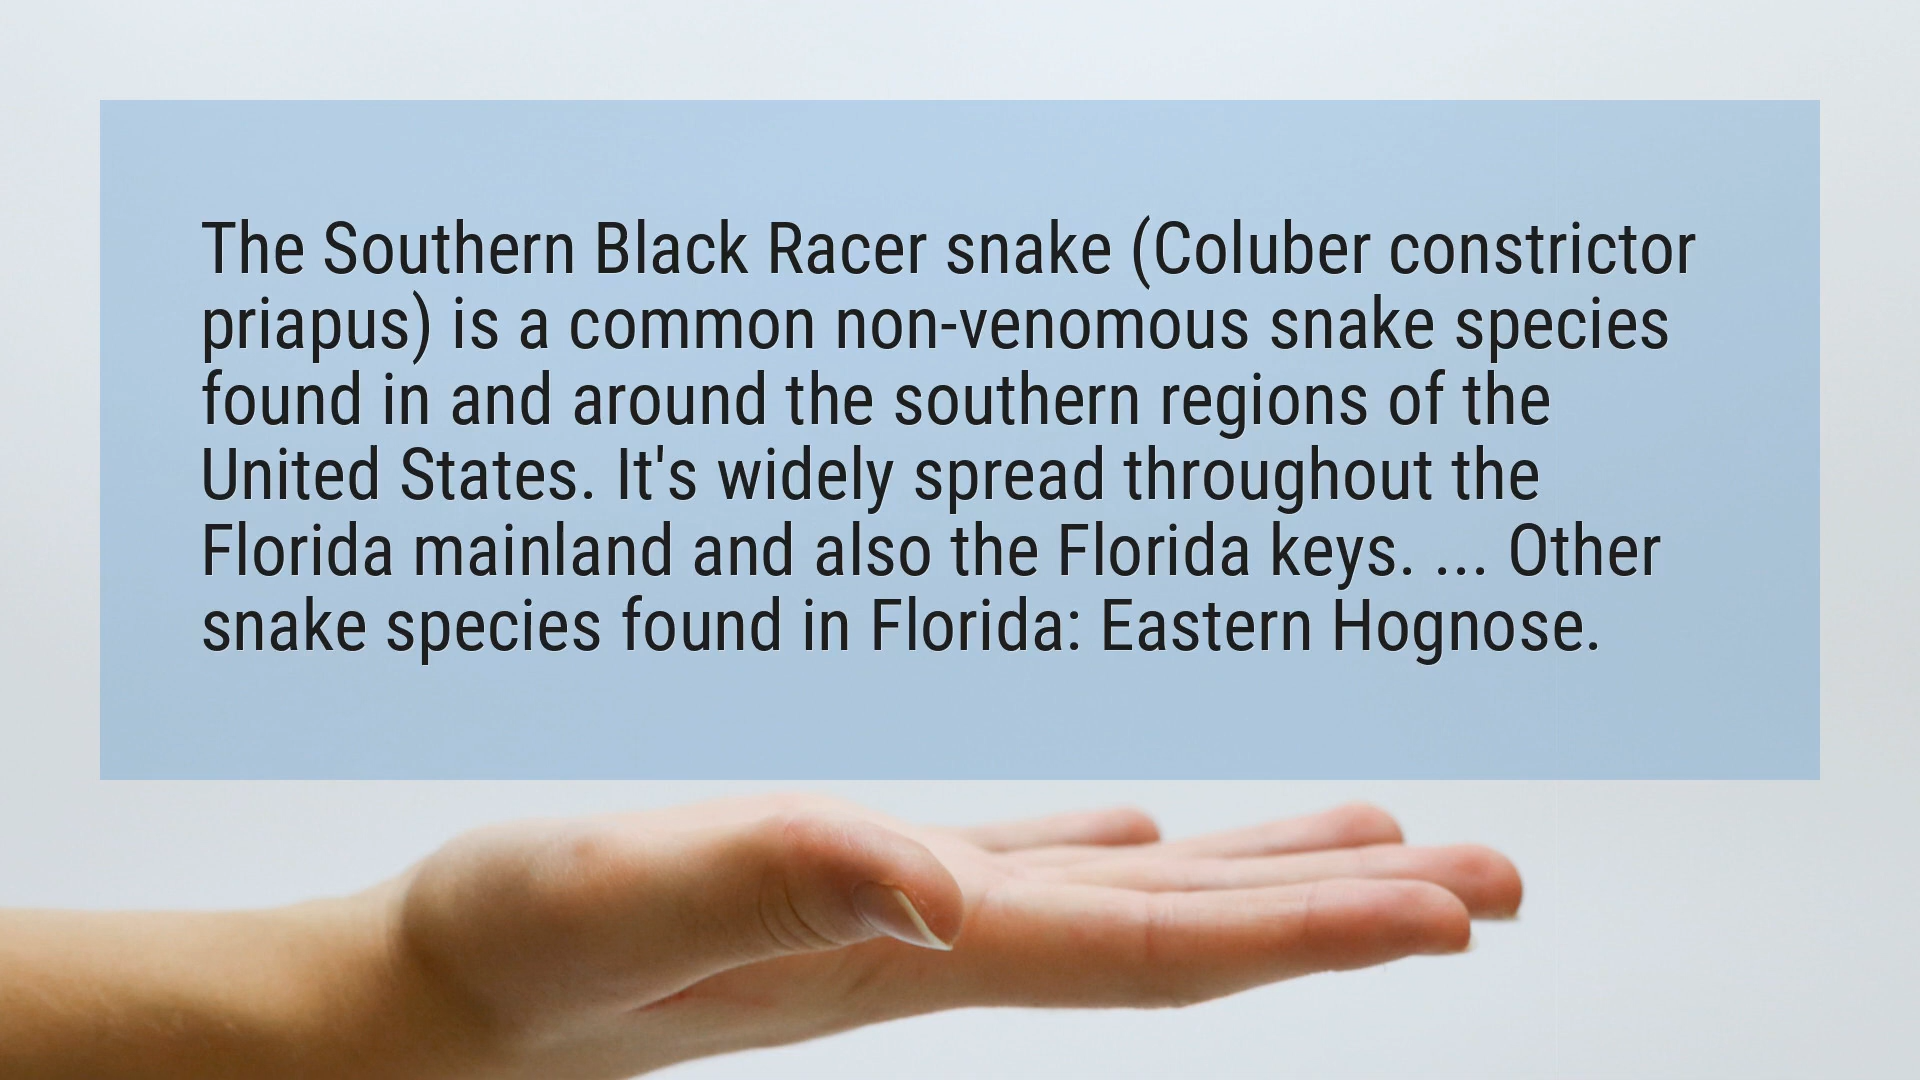 The Southern Black Racer snake (Coluber constrictor
priapus) is a common non-venomous snake species
found in and around the southern regions of the
United States. It's widely spread throughout the
Florida mainland and also the Florida keys. ... Other
snake species found in Florida: Eastern Hognose.